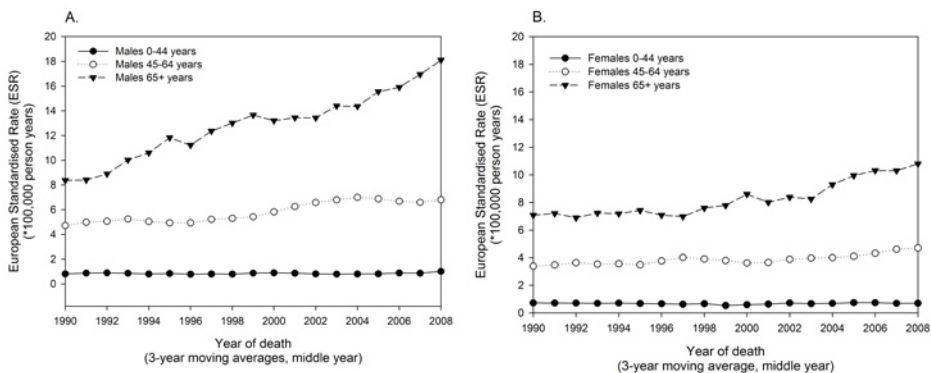 A.
European Standardised Rate (ESR)
(*100,000 person years)
20
18
16
14
12
10
8
6
4
2
0
Males 0-44 years
Males 45-64 years
Males 65+ years
1990 1992 1994 1996 1998 2000 2002 2004 2006 2008
Year of death
(3-year moving averages, middle year)
B.
European Standardised Rate (ESR)
(*100,000 person years)
20
18
16
14
12
10
8
6
4
2
0
Females 0-44 years
Females 45-64 years
Females 65+ years
1990 1992 1994 1996 1998 2000 2002 2004 2006 2008
Year of death
(3-year moving average, middle year)